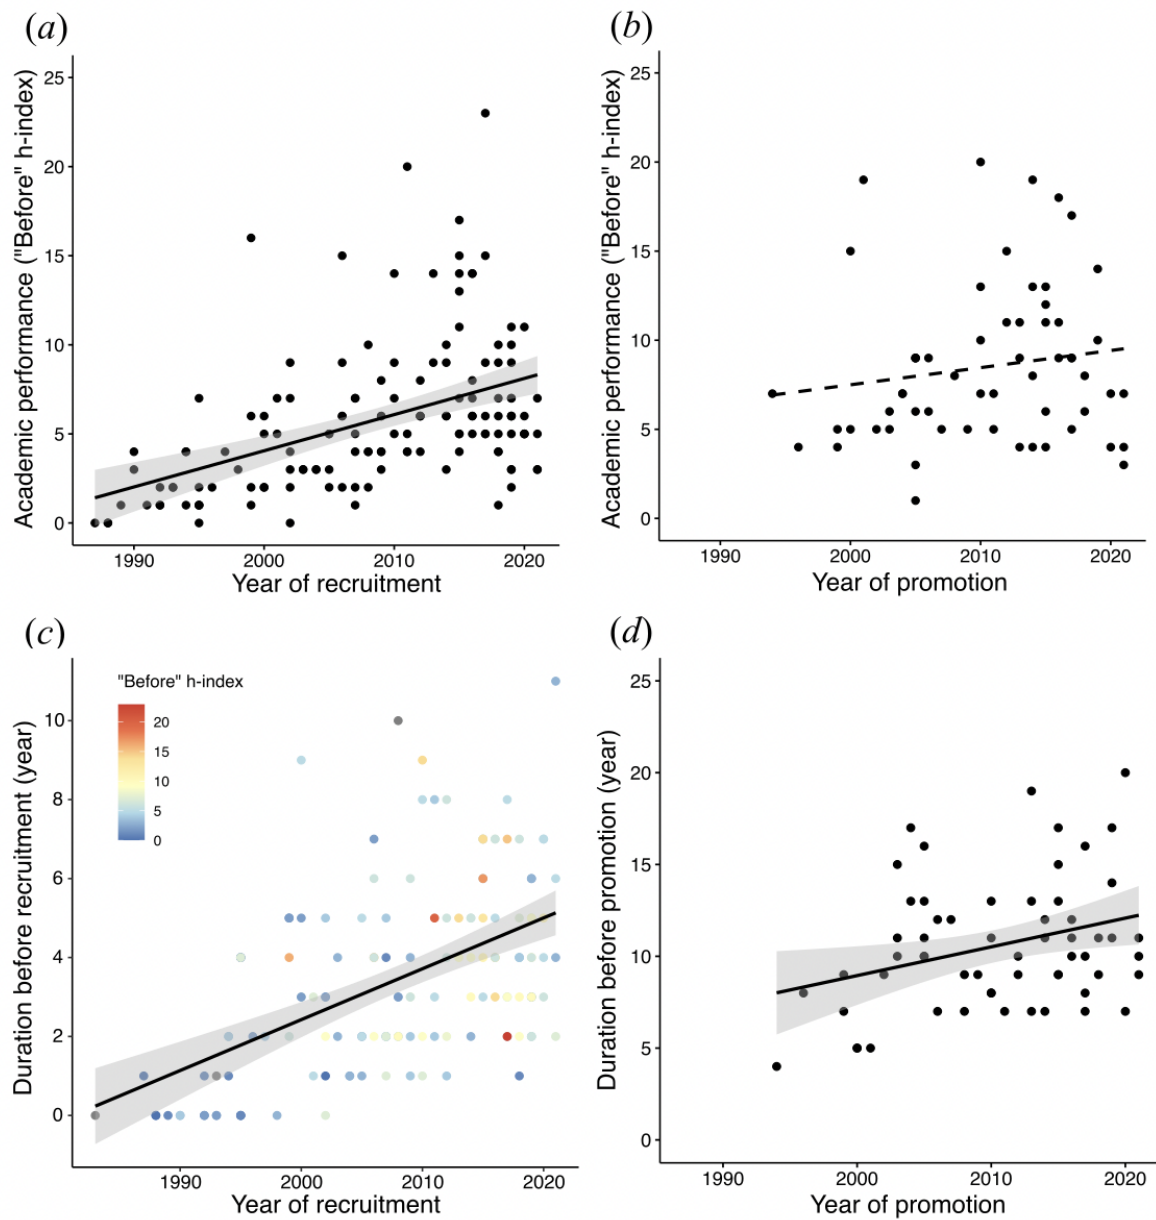 (a)
Academic performance ("Before" h-index)
25
20
15
10
5
0
1990 2000 2010 2020
Year of recruitment
(b)
Academic performance ("Before" h-index)
25
20
15
10
5
0
1990 2000 2010 2020
Year of promotion
(c)
Duration before recruitment (year)
"Before" h-index
20
15
10
5
0
10
8
6
4
2
0
1990 2000 2010 2020
Year of recruitment
(d)
Duration before promotion (year)
25
20
15
10
5
0
1990 2000 2010 2020
Year of promotion